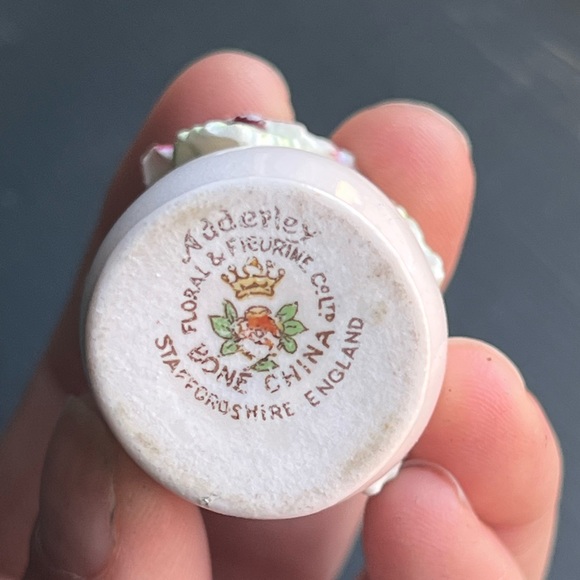 Adderley
FLORAL & FIGURINE Co LTD
BONE CHINA
STAFFORDSHIRE ENGLAND